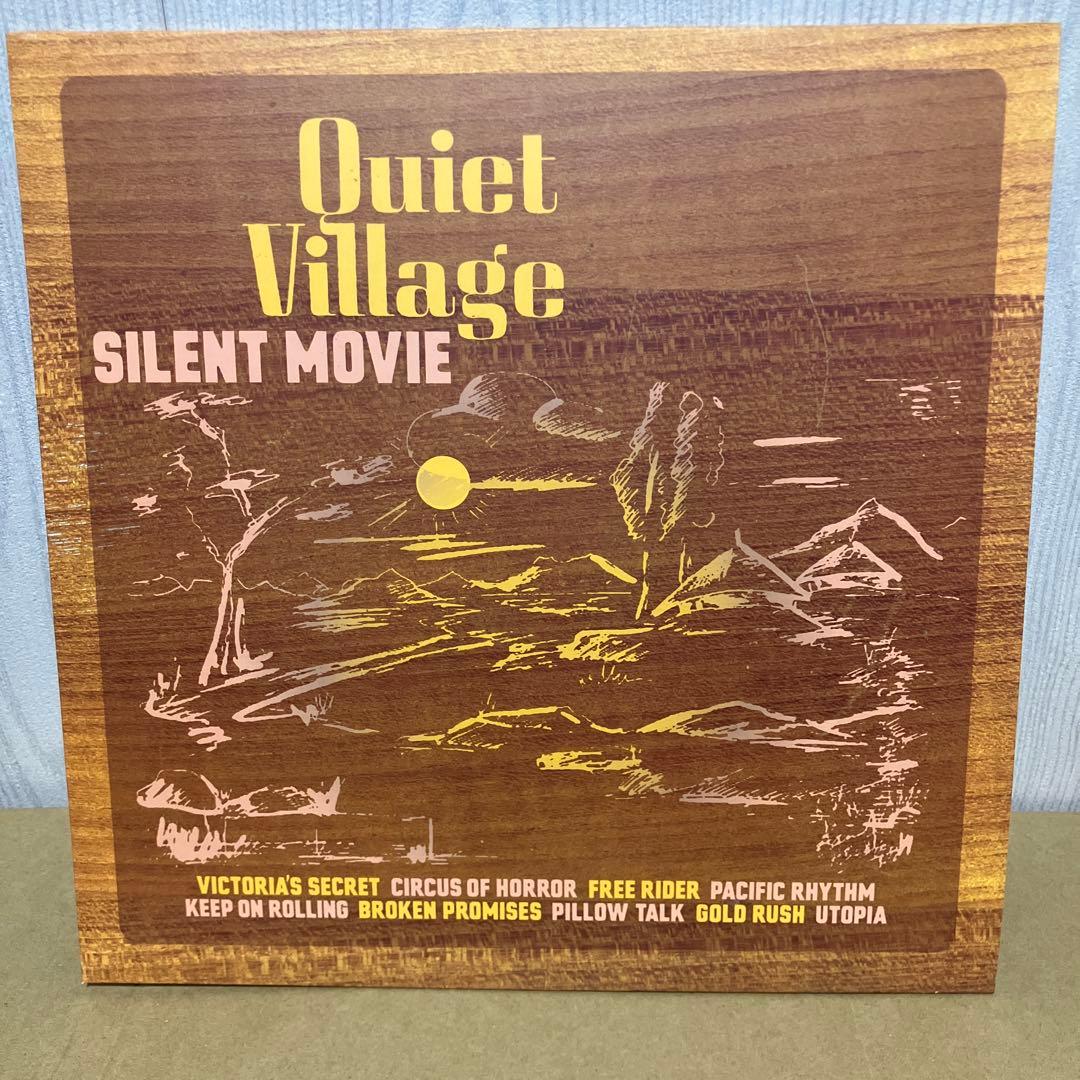 Quiet
Village
SILENT MOVIE
VICTORIA'S SECRET CIRCUS OF HORROR FREE RIDER PACIFIC RHYTHM
KEEP ON ROLLING BROKEN PROMISES PILLOW TALK GOLD RUSH UTOPIA